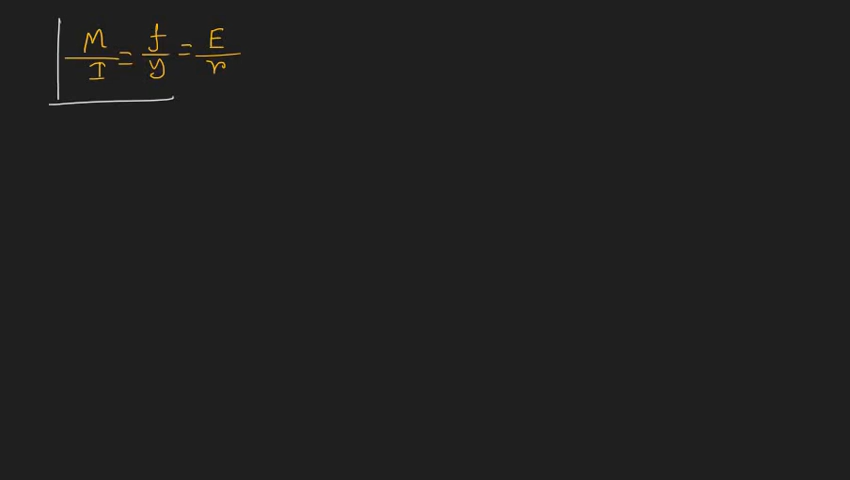 M/I = f/y = E/r